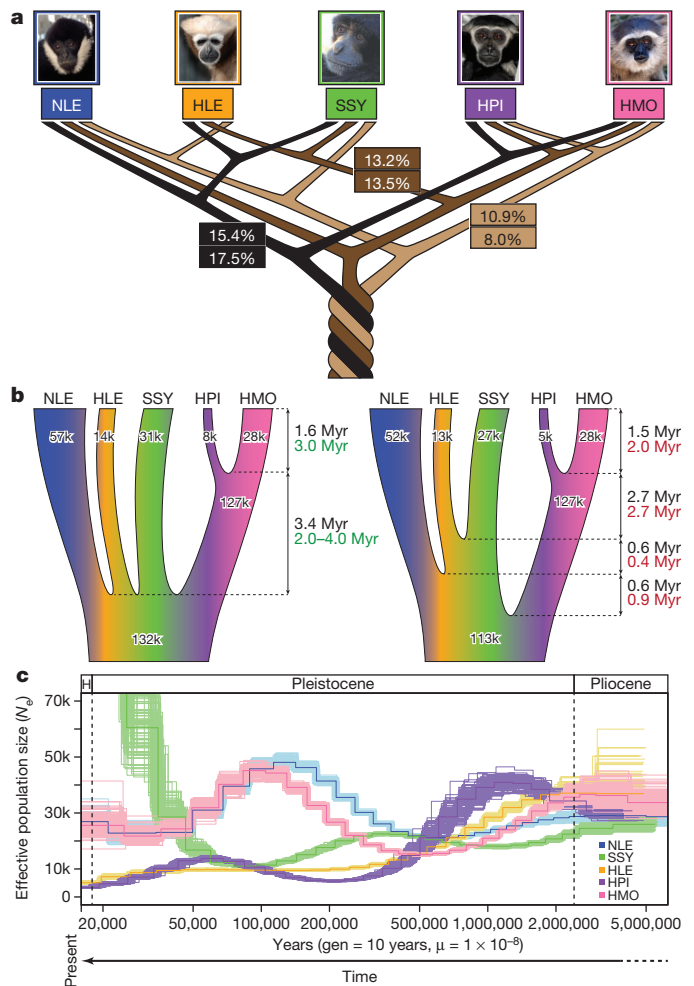 a
NLE HLE SSY HPI HMO
13.2%
13.5%
10.9%
8.0%
15.4%
17.5%
b
NLE HLE SSY HPI HMO
57k 14k 31k 8k 28k
127k
132k
1.6 Myr
3.0 Myr
3.4 Myr
2.0–4.0 Myr
NLE HLE SSY HPI HMO
52k 13k 27k 5k 28k
127k
113k
1.5 Myr
2.0 Myr
2.7 Myr
2.7 Myr
0.6 Myr
0.4 Myr
0.6 Myr
0.9 Myr
c
H Pleistocene Pliocene
Effective population size (Ne)
70k
50k
30k
10k
0
NLE
SSY
HLE
HPI
HMO
20,000 50,000 100,000 200,000 500,000 1,000,000 2,000,000 5,000,000
Years (gen = 10 years, μ = 1 × 10⁻⁸)
Present
Time